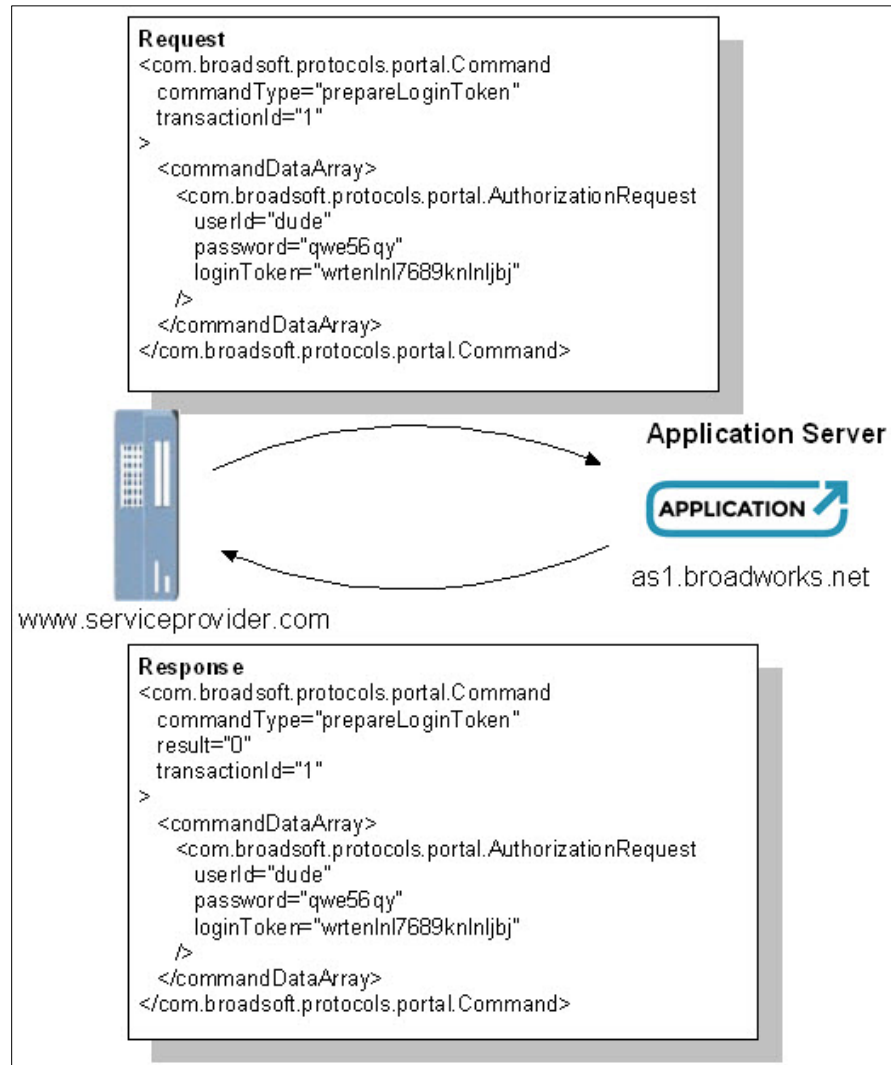 Request
<com.broadsoft.protocols.portal.Command
commandType="prepareLoginToken"
transactionId="1"
>
<commandDataArray>
<com.broadsoft.protocols.portal.AuthorizationRequest
userId="dude"
password="qwe56qy"
loginToken="wrtenlnl7689knlnljbj"
/>
</commandDataArray>
</com.broadsoft.protocols.portal.Command>
Application Server
APPLICATION
as1.broadworks.net
www.serviceprovider.com
Response
<com.broadsoft.protocols.portal.Command
commandType="prepareLoginToken"
result="0"
transactionId="1"
>
<commandDataArray>
<com.broadsoft.protocols.portal.AuthorizationRequest
userId="dude"
password="qwe56qy"
loginToken="wrtenlnl7689knlnljbj"
/>
</commandDataArray>
</com.broadsoft.protocols.portal.Command>